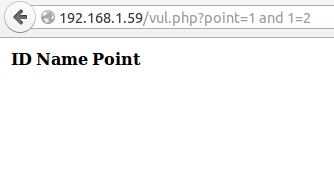 192.168.1.59/vul.php?point=1 and 1=2
ID Name Point